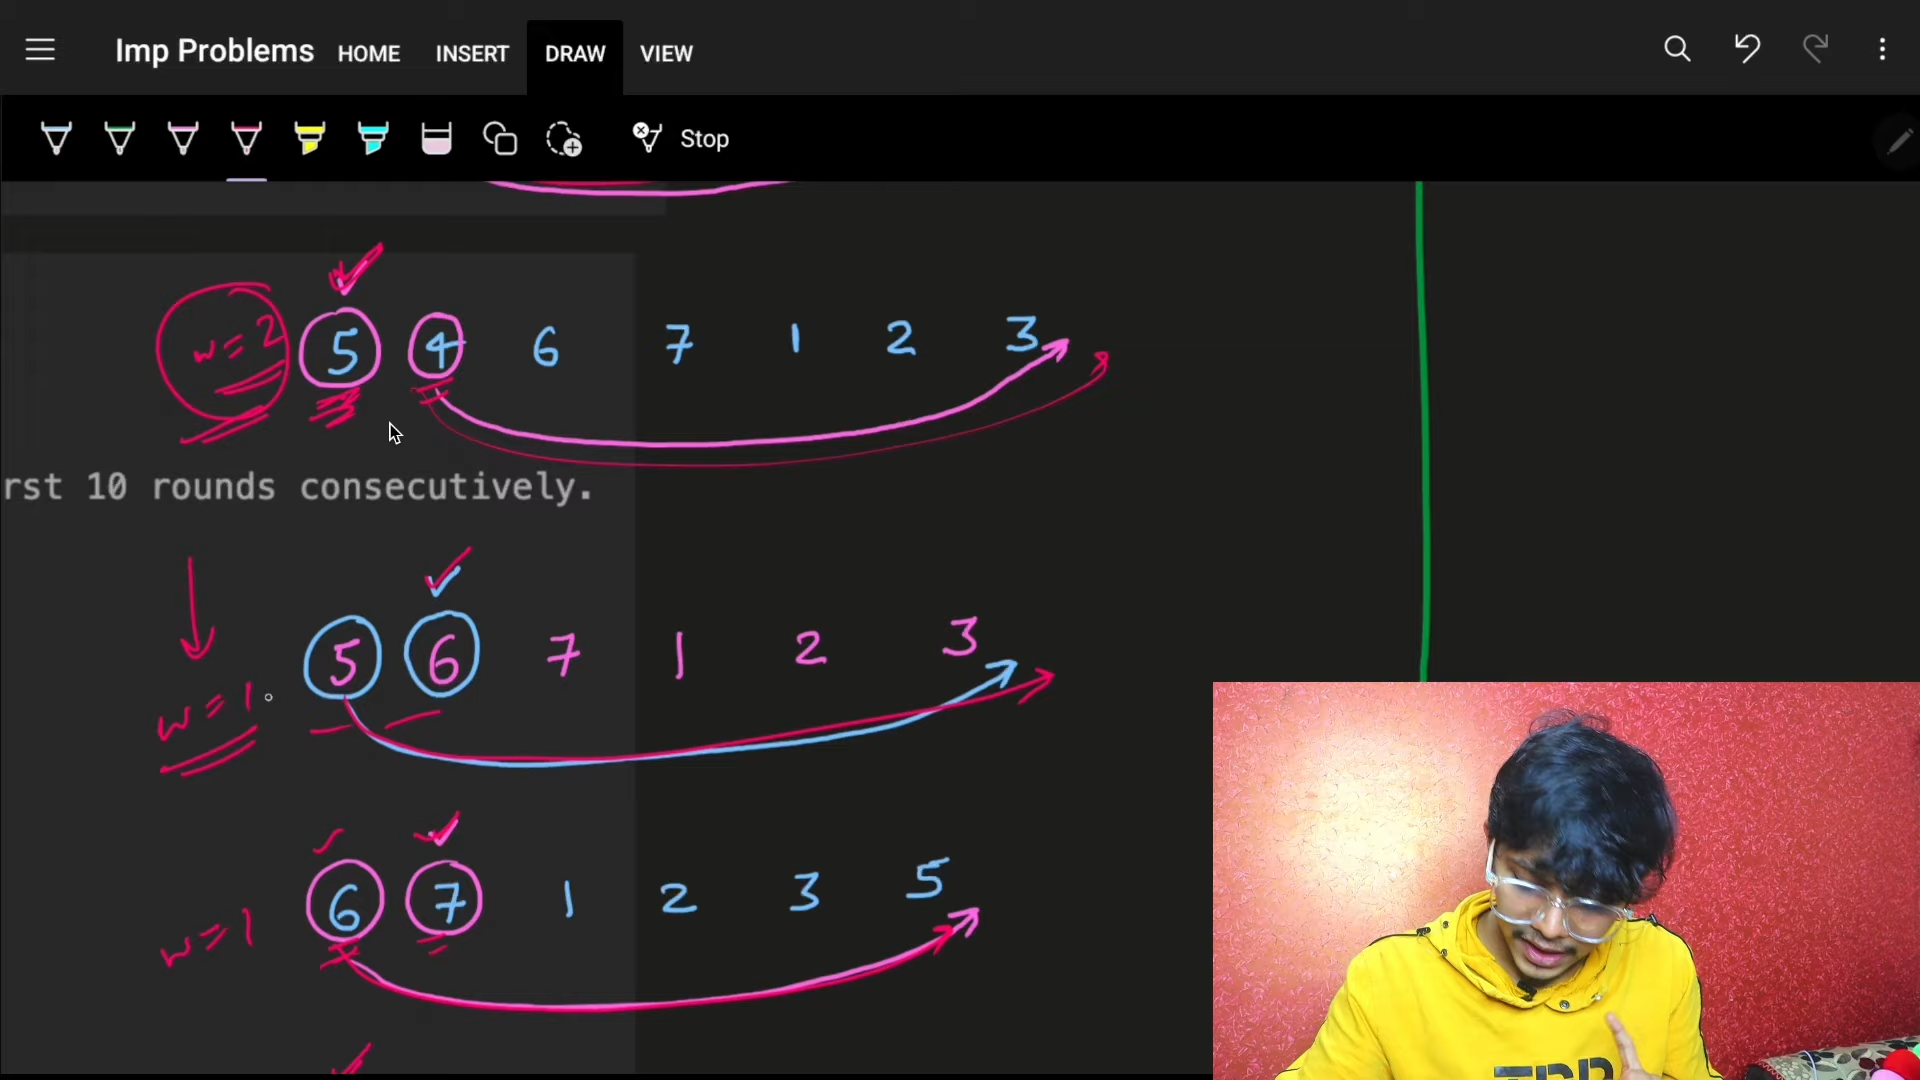 Imp Problems HOME INSERT DRAW VIEW
Stop
w = 2 5 4 6 7 1 2 3
rst 10 rounds consecutively.
w = 1 5 6 7 1 2 3
w = 1 6 7 1 2 3 5